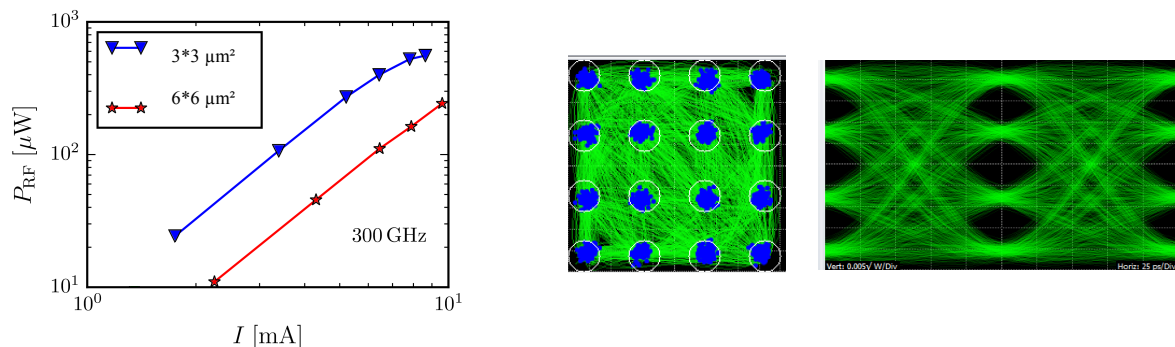 10³
3*3 µm²
6*6 µm²
10²
P_RF [µW]
300 GHz
10¹
10⁰
10¹
I [mA]
Vert: 0.005√ W/Div
Horiz: 25 ps/Div